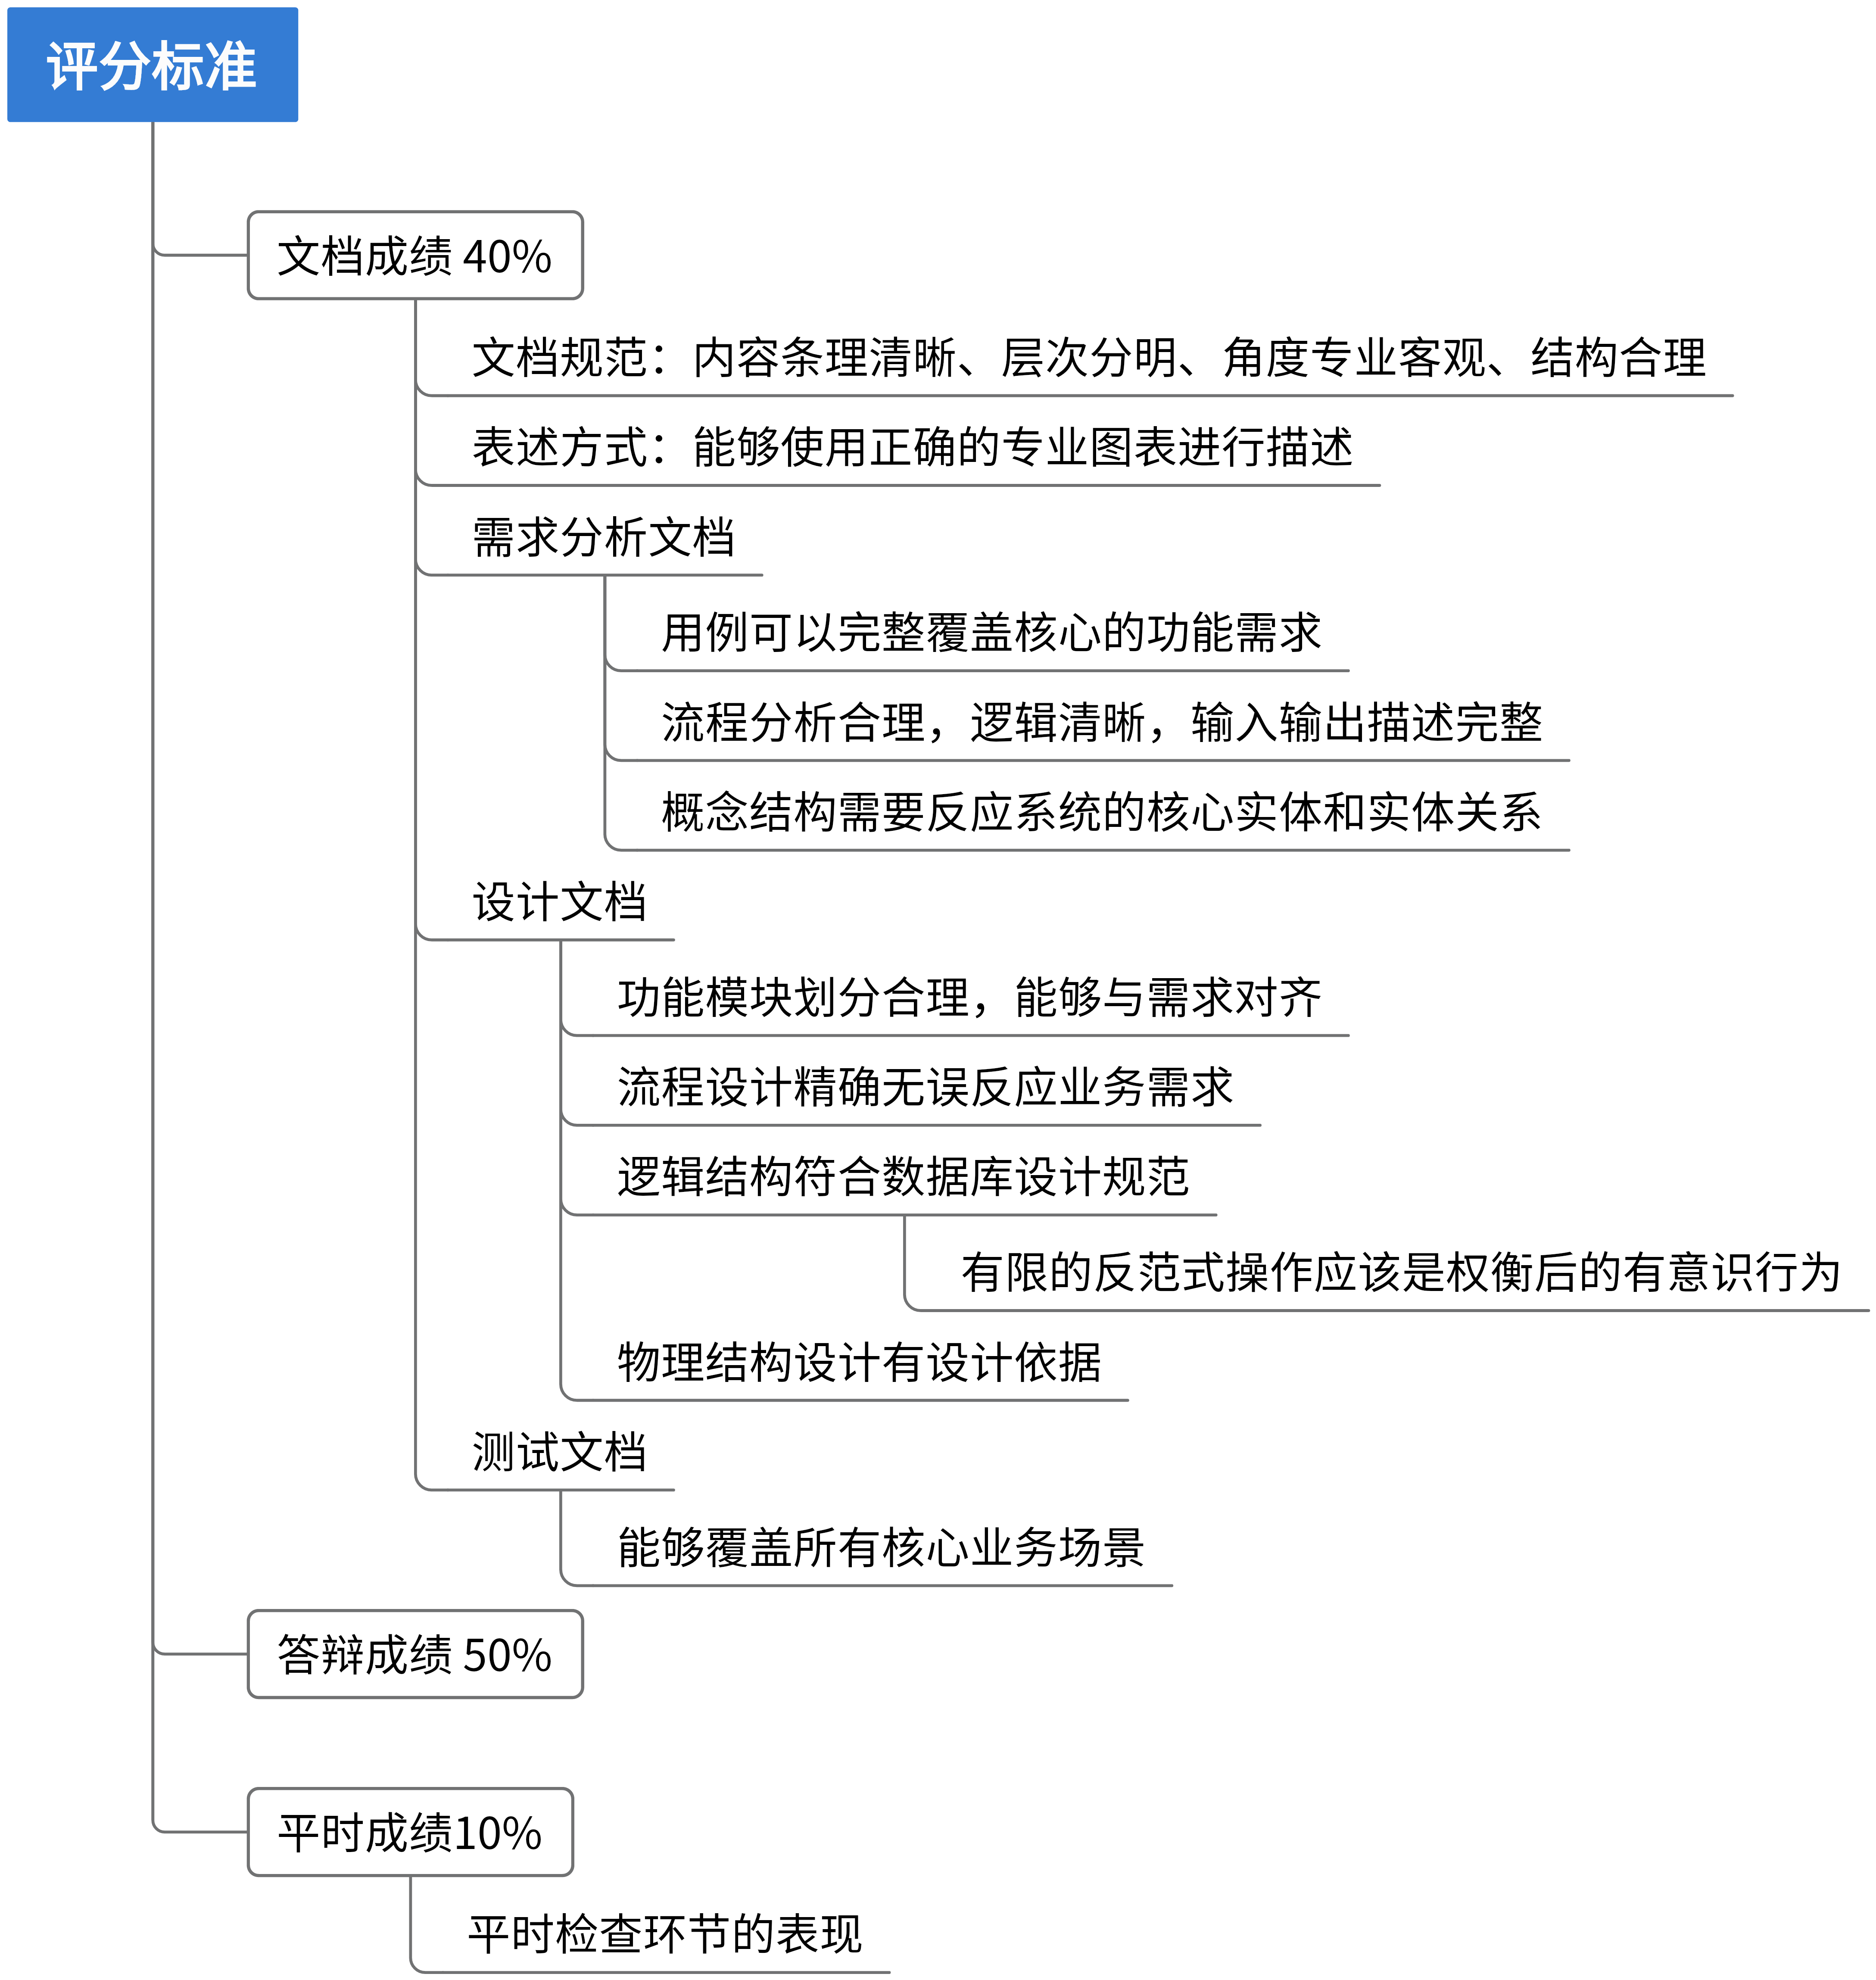 评分标准
文档成绩 40%
文档规范：内容条理清晰、层次分明、角度专业客观、结构合理
表述方式：能够使用正确的专业图表进行描述
需求分析文档
用例可以完整覆盖核心的功能需求
流程分析合理，逻辑清晰，输入输出描述完整
概念结构需要反应系统的核心实体和实体关系
设计文档
功能模块划分合理，能够与需求对齐
流程设计精确无误反应业务需求
逻辑结构符合数据库设计规范
有限的反范式操作应该是权衡后的有意识行为
物理结构设计有设计依据
测试文档
能够覆盖所有核心业务场景
答辩成绩 50%
平时成绩10%
平时检查环节的表现